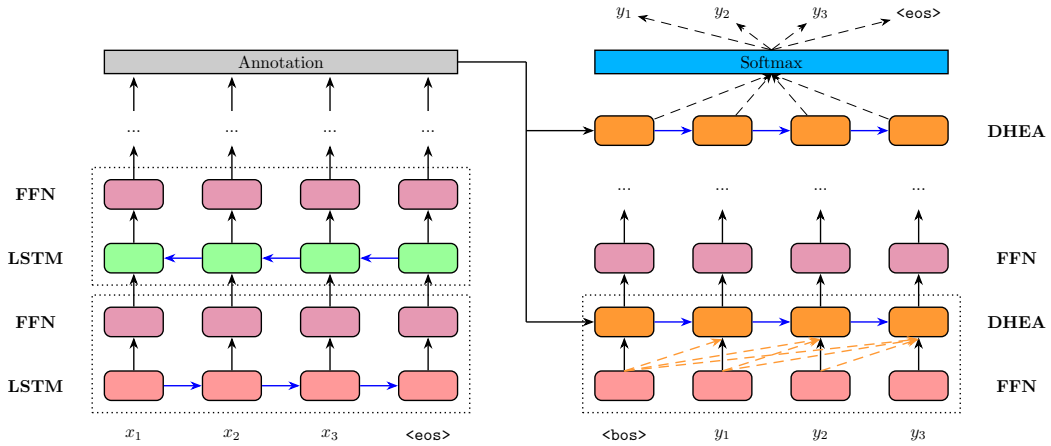 y1 y2 y3 <eos>
Annotation Softmax
... ... ... ... DHEA
FFN ... ... ... ...
LSTM FFN
FFN DHEA
LSTM FFN
x1 x2 x3 <eos> <bos> y1 y2 y3